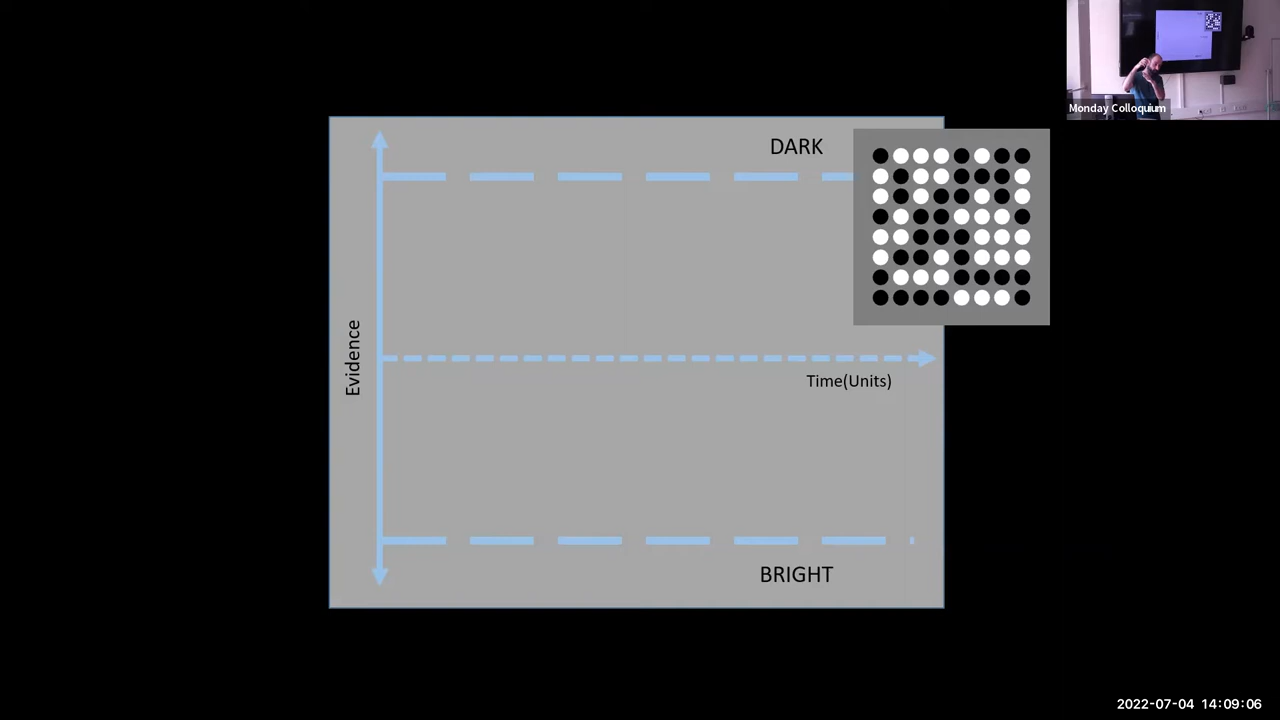 Monday Colloquium
DARK
Evidence
Time(Units)
BRIGHT
2022-07-04 14:09:06